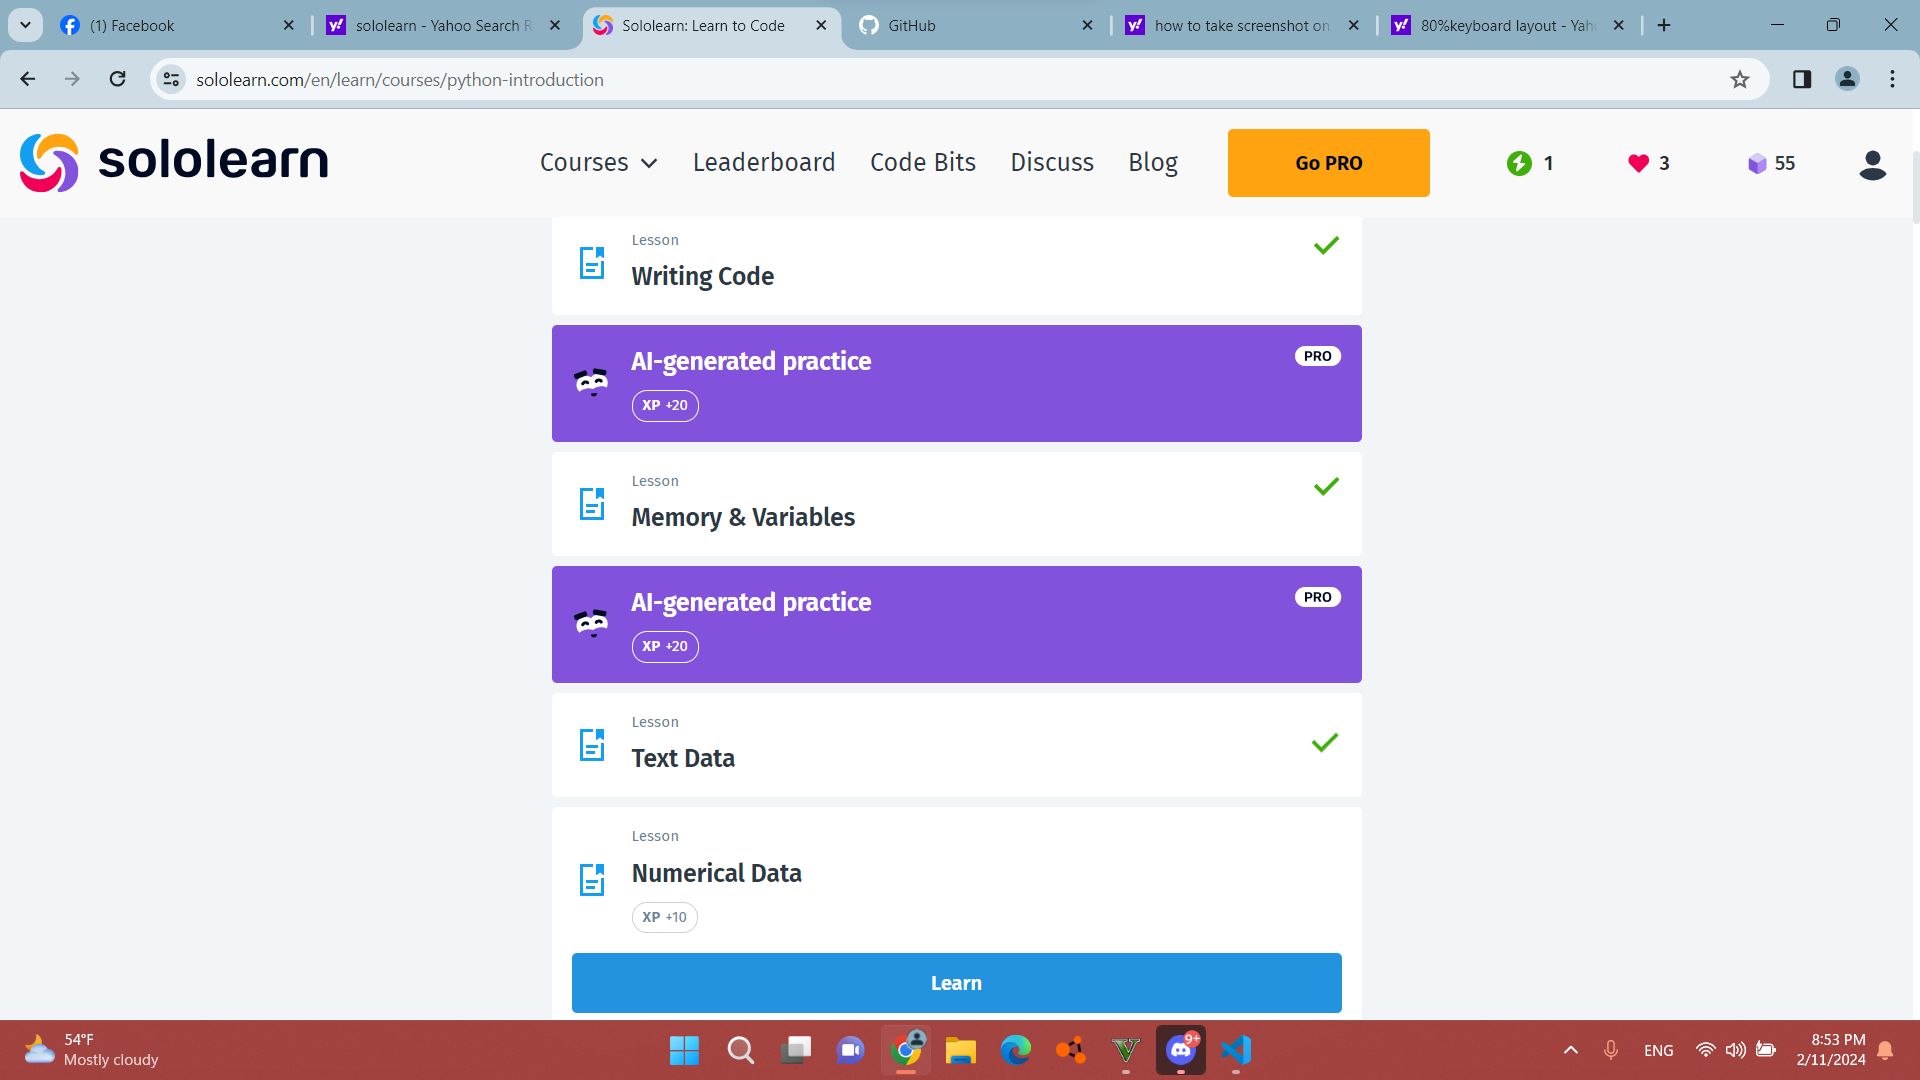 (1) Facebook
sololearn - Yahoo Search R
Sololearn: Learn to Code
GitHub
how to take screenshot on
80%keyboard layout - Yah
sololearn.com/en/learn/courses/python-introduction
sololearn
Courses
Leaderboard
Code Bits
Discuss
Blog
Go PRO
1
3
55
Lesson
Writing Code
AI-generated practice
PRO
XP +20
Lesson
Memory & Variables
AI-generated practice
PRO
XP +20
Lesson
Text Data
Lesson
Numerical Data
XP +10
Learn
54°F
Mostly cloudy
9+
ENG
8:53 PM
2/11/2024